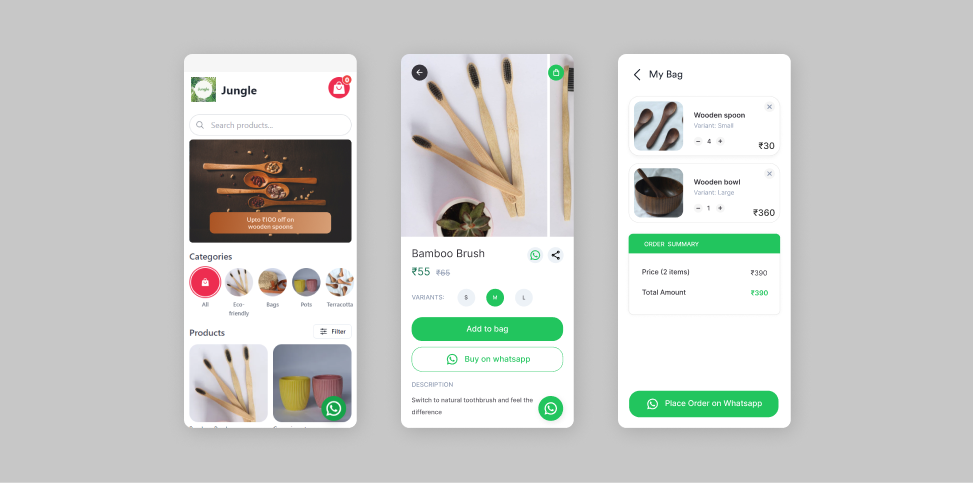 Jungle
Jungle
0
Search products...
Upto ₹100 off on
wooden spoons
Categories
All
Eco-
friendly
Bags
Pots
Terracotta
Products
Filter
Bamboo Brush
₹55 ₹65
VARIANTS: S M L
Add to bag
Buy on whatsapp
DESCRIPTION
Switch to natural toothbrush and feel the
difference
My Bag
Wooden spoon
Variant: Small
− 4 +
₹30
Wooden bowl
Variant: Large
− 1 +
₹360
ORDER SUMMARY
Price (2 items) ₹390
Total Amount ₹390
Place Order on Whatsapp